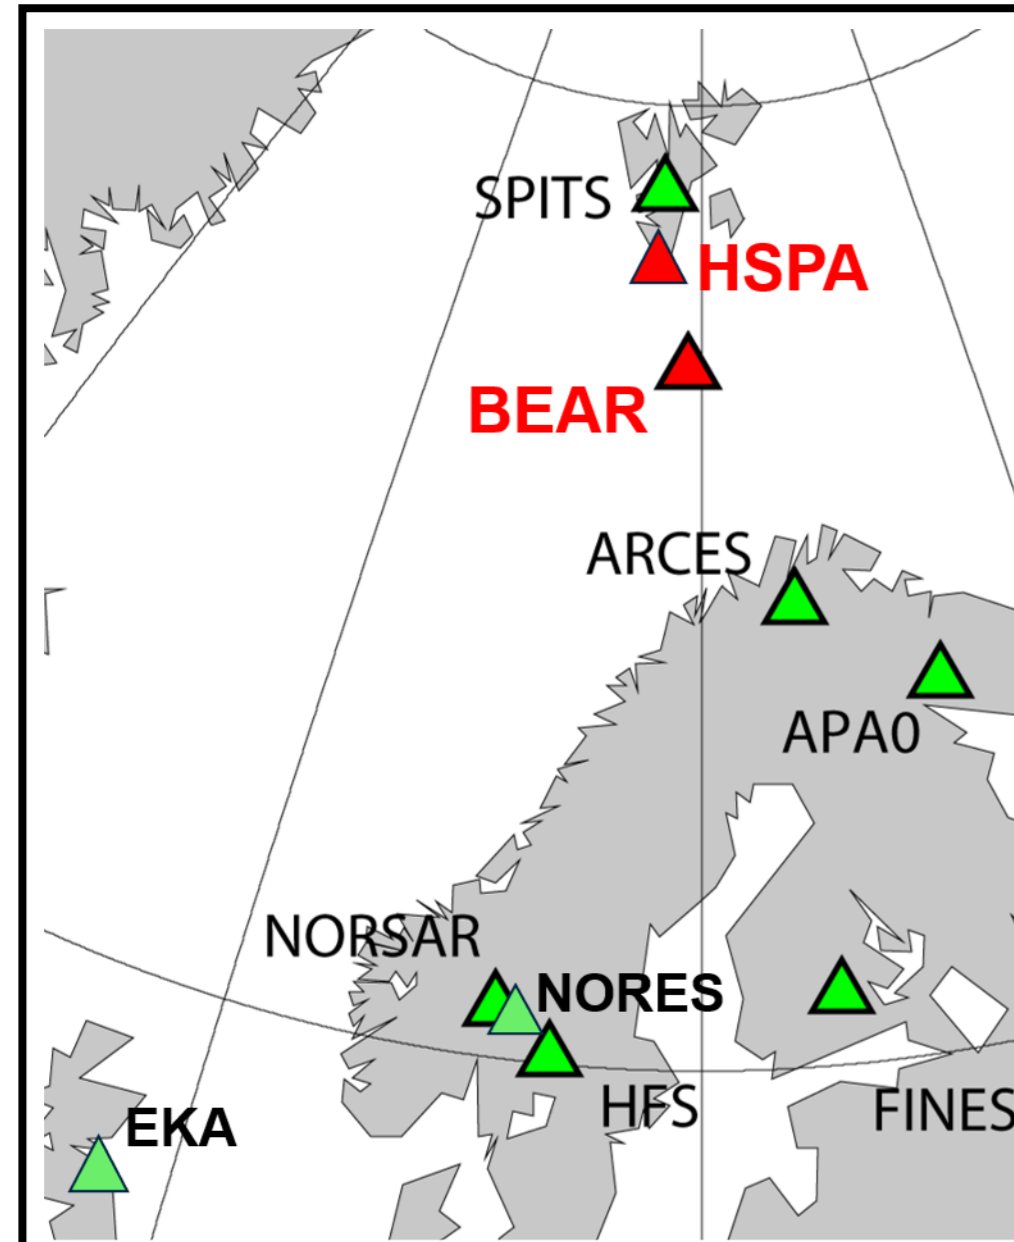 SPITS
HSPA
BEAR
ARCES
APA0
NORSAR
NORES
HFS
FINES
EKA